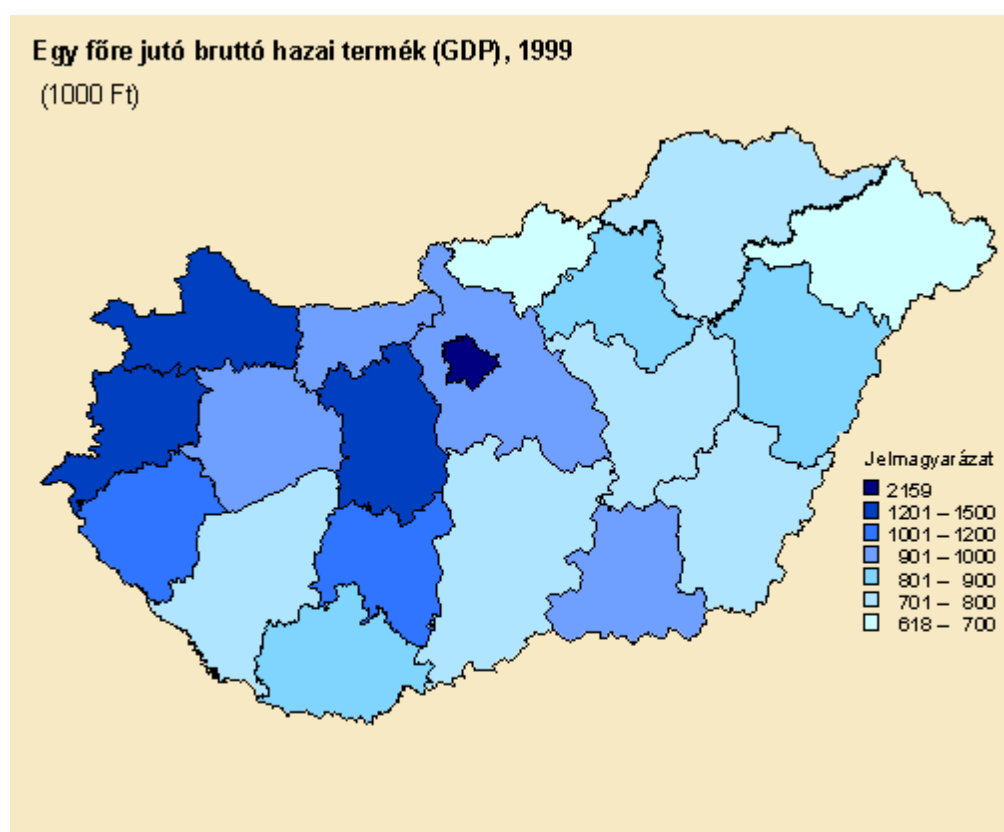 Egy főre jutó bruttó hazai termék (GDP), 1999
(1000 Ft)
Jelmagyarázat
2159
1201 – 1500
1001 – 1200
901 – 1000
801 – 900
701 – 800
618 – 700